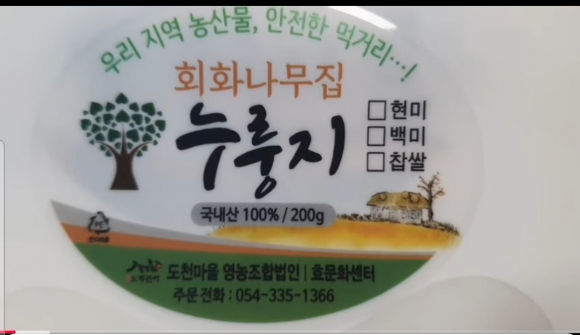 우리 지역 농산물, 안전한 먹거리...!
회화나무집
누룽지
□ 현미
□ 백미
□ 찹쌀
국내산 100% / 200g
도천마을 영농조합법인 | 효문화센터
주문전화 : 054-335-1366